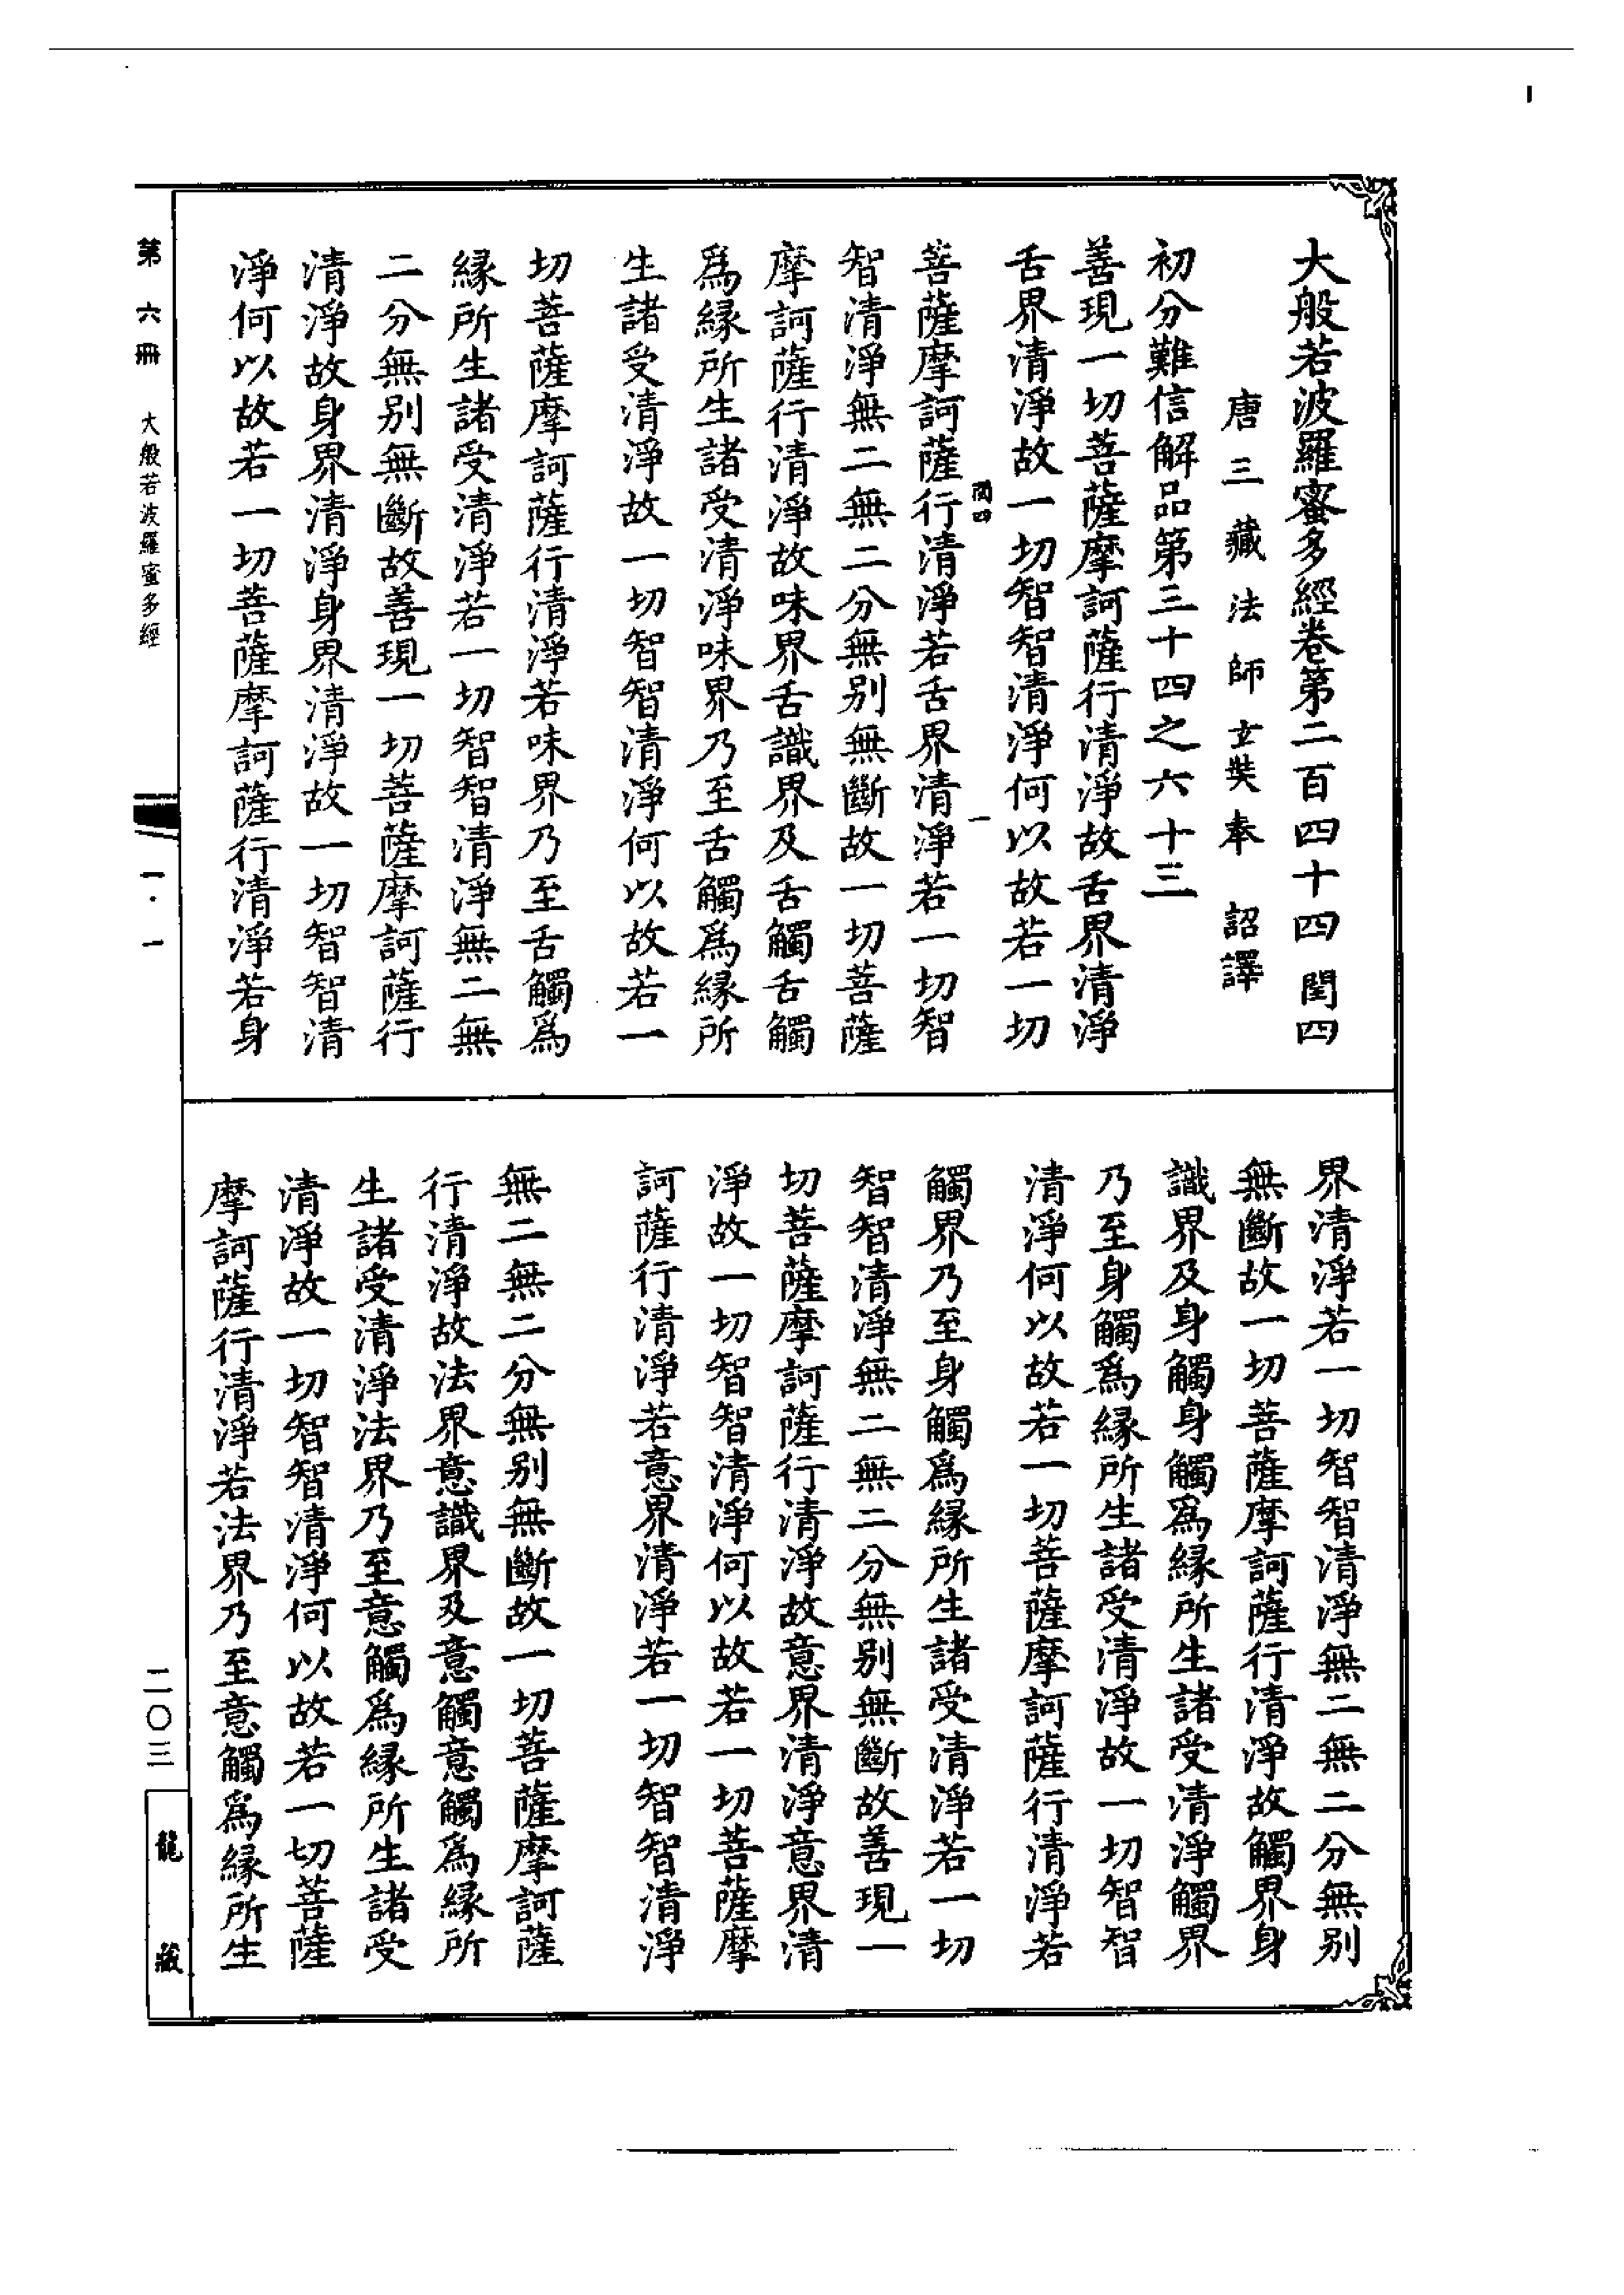 大般若波羅蜜多經卷第二百四十四 閏四
唐三藏法師玄奘奉 詔譯
初分難信解品第三十四之六十三
善現一切菩薩摩訶薩行清淨故舌界清淨
舌界清淨故一切智智清淨何以故若一切
閏四 一
菩薩摩訶薩行清淨若舌界清淨若一切智
智清淨無二無二分無別無斷故一切菩薩
摩訶薩行清淨故味界舌識界及舌觸舌觸
爲緣所生諸受清淨味界乃至舌觸爲緣所
生諸受清淨故一切智智清淨何以故若一
切菩薩摩訶薩行清淨若味界乃至舌觸爲
緣所生諸受清淨若一切智智清淨無二無
二分無別無斷故善現一切菩薩摩訶薩行
清淨故身界清淨身界清淨故一切智智清
淨何以故若一切菩薩摩訶薩行清淨若身
界清淨若一切智智清淨無二無二分無別
無斷故一切菩薩摩訶薩行清淨故觸界身
識界及身觸身觸爲緣所生諸受清淨觸界
乃至身觸爲緣所生諸受清淨故一切智智
清淨何以故若一切菩薩摩訶薩行清淨若
觸界乃至身觸爲緣所生諸受清淨若一切
智智清淨無二無二分無別無斷故善現一
切菩薩摩訶薩行清淨故意界清淨意界清
淨故一切智智清淨何以故若一切菩薩摩
訶薩行清淨若意界清淨若一切智智清淨
無二無二分無別無斷故一切菩薩摩訶薩
行清淨故法界意識界及意觸意觸爲緣所
生諸受清淨法界乃至意觸爲緣所生諸受
清淨故一切智智清淨何以故若一切菩薩
摩訶薩行清淨若法界乃至意觸爲緣所生
第六冊 大般若波羅蜜多經 一·一
二〇三
龍藏